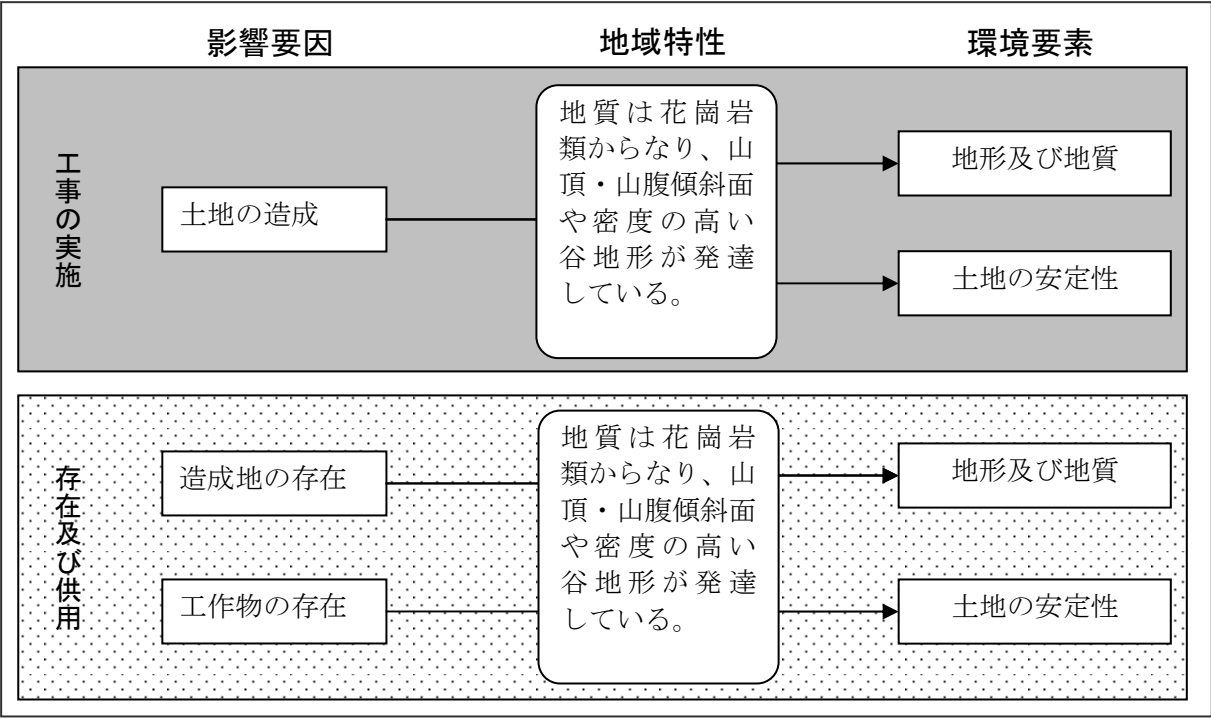 影響要因
地域特性
環境要素
工事の実施
土地の造成
地質は花崗岩
類からなり、山
頂・山腹傾斜面
や密度の高い
谷地形が発達
している。
地形及び地質
土地の安定性
存在及び供用
造成地の存在
工作物の存在
地質は花崗岩
類からなり、山
頂・山腹傾斜面
や密度の高い
谷地形が発達
している。
地形及び地質
土地の安定性